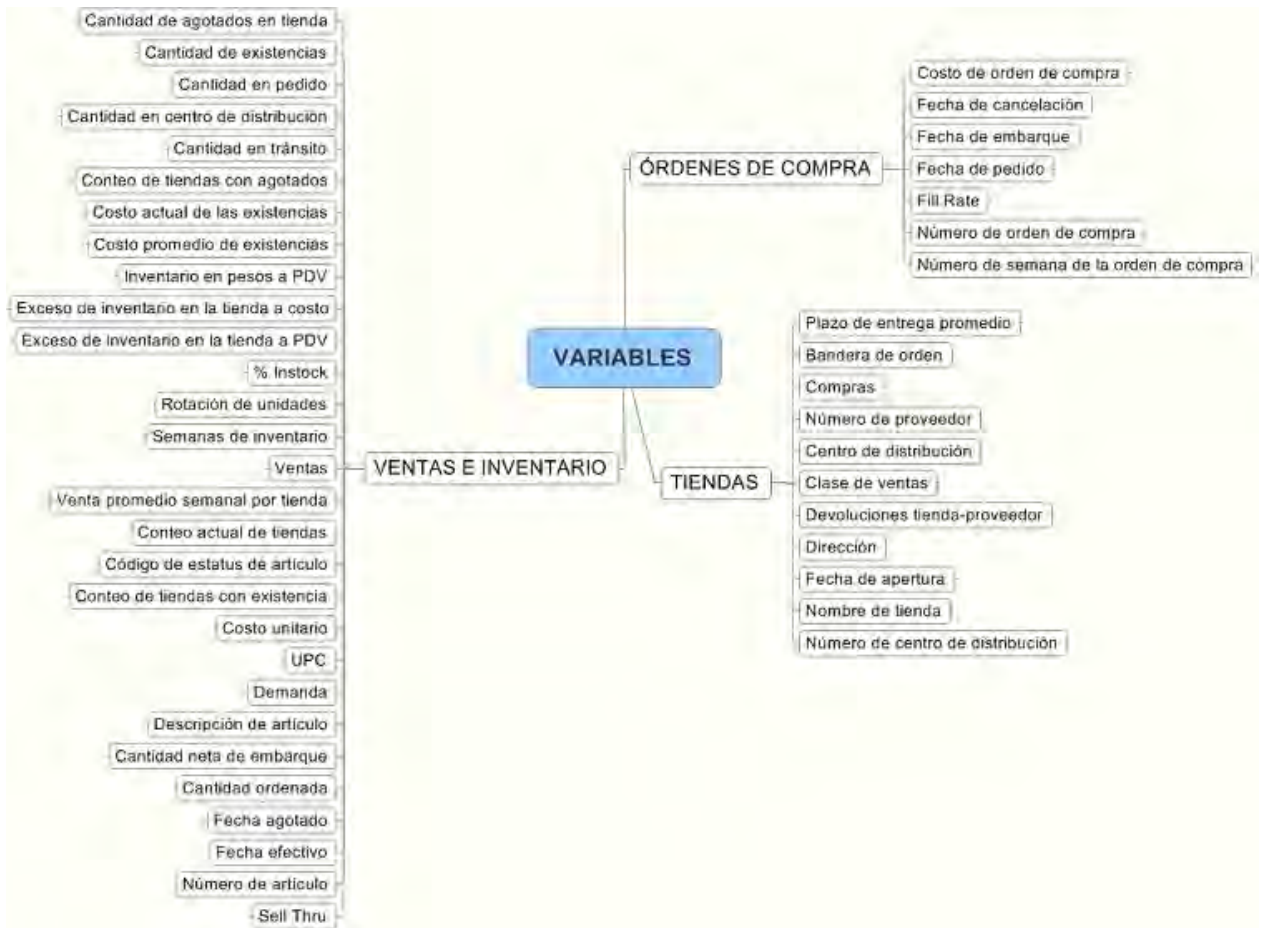 Cantidad de agotados en tienda
Cantidad de existencias
Cantidad en pedido
Cantidad en centro de distribución
Cantidad en tránsito
Conteo de tiendas con agotados
Costo actual de las existencias
Costo promedio de existencias
Inventario en pesos a PDV
Exceso de inventario en la tienda a costo
Exceso de Inventario en la tienda a PDV
% Instock
Rotación de unidades
Semanas de inventario
Ventas
Venta promedio semanal por tienda
Conteo actual de tiendas
Código de estatus de artículo
Conteo de tiendas con existencia
Costo unitario
UPC
Demanda
Descripción de artículo
Cantidad neta de embarque
Cantidad ordenada
Fecha agotado
Fecha efectivo
Número de artículo
Sell Thru
VENTAS E INVENTARIO
VARIABLES
ÓRDENES DE COMPRA
Costo de orden de compra
Fecha de cancelación
Fecha de embarque
Fecha de pedido
Fill Rate
Número de orden de compra
Número de semana de la orden de compra
TIENDAS
Plazo de entrega promedio
Bandera de orden
Compras
Número de proveedor
Centro de distribución
Clase de ventas
Devoluciones tienda-proveedor
Dirección
Fecha de apertura
Nombre de tienda
Número de centro de distribución